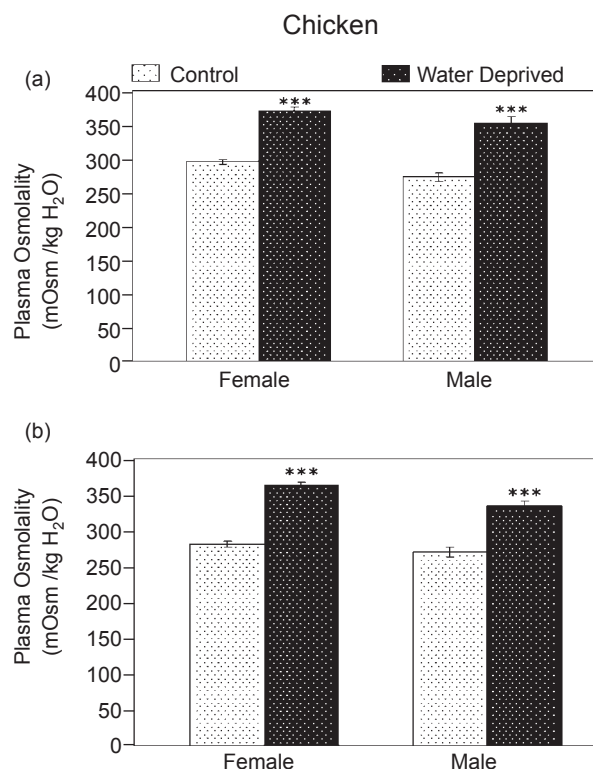 Chicken
(a)
Control
Water Deprived
Plasma Osmolality
(mOsm /kg H₂O)
400
350
300
250
200
150
100
50
0
***
***
Female
Male
(b)
Plasma Osmolality
(mOsm /kg H₂O)
400
350
300
250
200
150
100
50
0
***
***
Female
Male